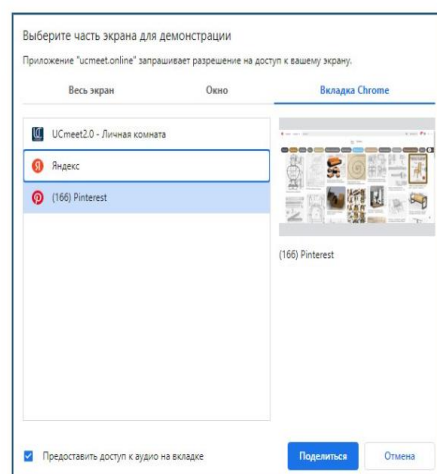 Выберите часть экрана для демонстрации
Приложение "ucmeet.online" запрашивает разрешение на доступ к вашему экрану.
Весь экран
Окно
Вкладка Chrome
UCmeet2.0 - Личная комната
Яндекс
(166) Pinterest
(166) Pinterest
Предоставить доступ к аудио на вкладке
Поделиться
Отмена